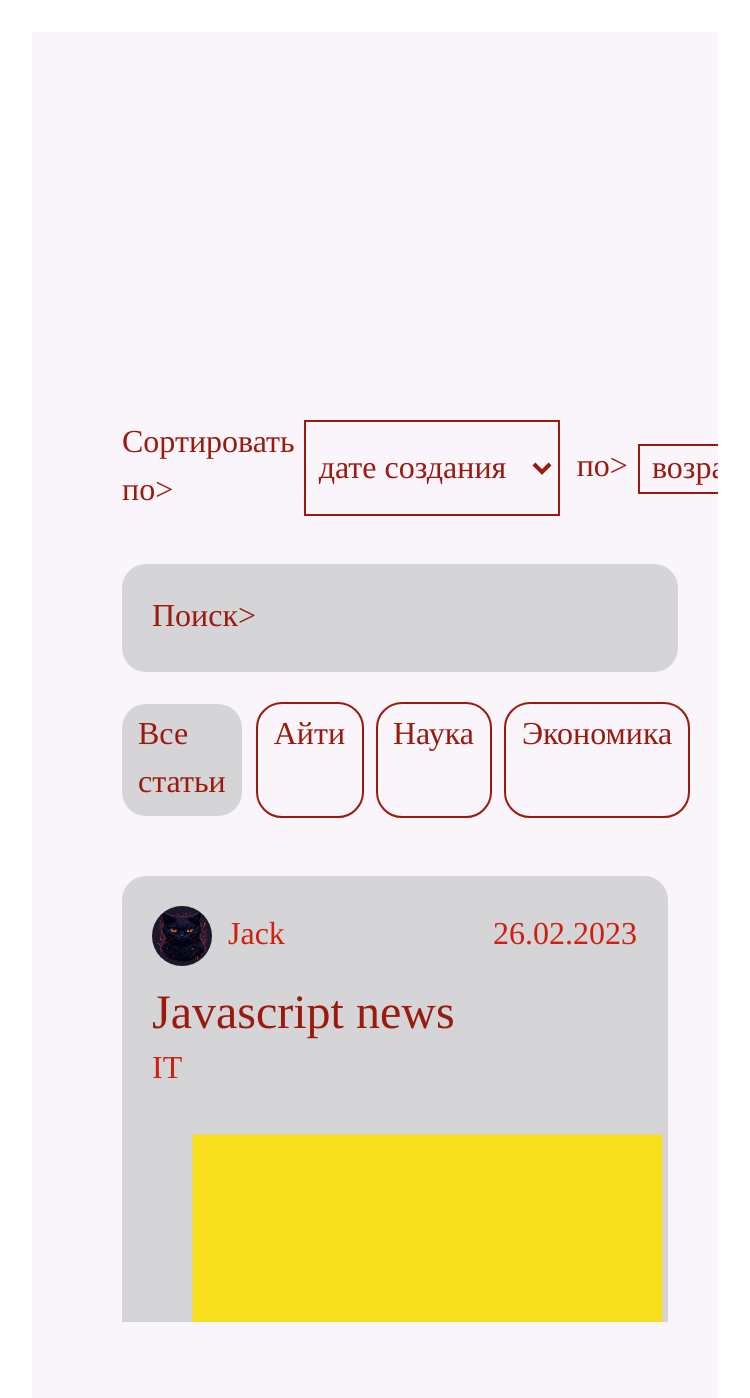 Сортировать
по>
дате создания
по>
возра
Поиск>
Все
статьи
Айти
Наука
Экономика
Jack
26.02.2023
Javascript news
IT